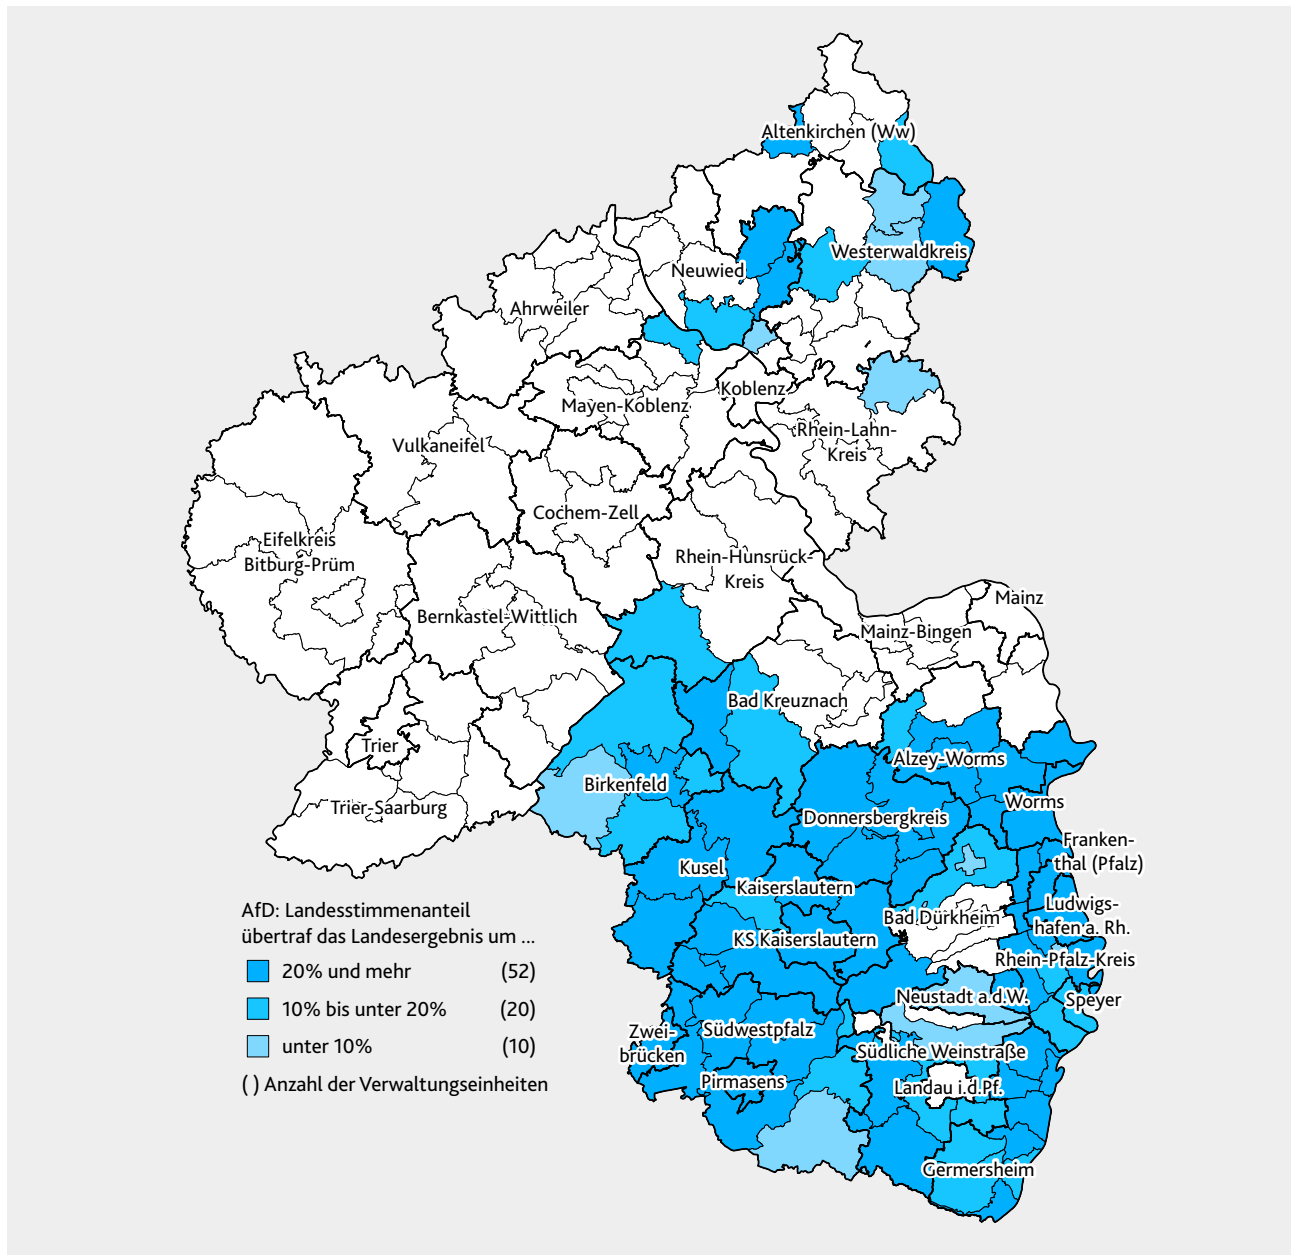 Altenkirchen (Ww)
Westerwaldkreis
Neuwied
Ahrweiler
Koblenz
Mayen-Koblenz
Rhein-Lahn-
Kreis
Vulkaneifel
Cochem-Zell
Eifelkreis
Bitburg-Prüm
Rhein-Hunsrück-
Kreis
Mainz
Bernkastel-Wittlich
Mainz-Bingen
Bad Kreuznach
Trier
Alzey-Worms
Birkenfeld
Trier-Saarburg
Worms
Donnersbergkreis
Franken-
thal (Pfalz)
Kusel
Kaiserslautern
Ludwigs-
hafen a. Rh.
Bad Dürkheim
KS Kaiserslautern
Rhein-Pfalz-Kreis
Neustadt a.d.W.
Speyer
Zwei-
brücken
Südwestpfalz
Südliche Weinstraße
Pirmasens
Landau i.d.Pf.
Germersheim
AfD: Landesstimmenanteil
übertraf das Landesergebnis um ...
20% und mehr (52)
10% bis unter 20% (20)
unter 10% (10)
( ) Anzahl der Verwaltungseinheiten